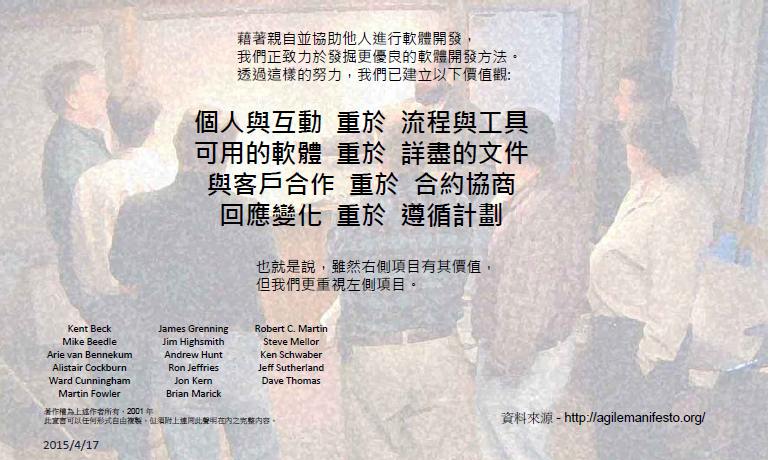 藉著親自並協助他人進行軟體開發，
我們正致力於發掘更優良的軟體開發方法。
透過這樣的努力，我們已建立以下價值觀:
個人與互動 重於 流程與工具
可用的軟體 重於 詳盡的文件
與客戶合作 重於 合約協商
回應變化 重於 遵循計劃
也就是說，雖然右側項目有其價值，
但我們更重視左側項目。
Kent Beck
Mike Beedle
Arie van Bennekum
Alistair Cockburn
Ward Cunningham
Martin Fowler
James Grenning
Jim Highsmith
Andrew Hunt
Ron Jeffries
Jon Kern
Brian Marick
Robert C. Martin
Steve Mellor
Ken Schwaber
Jeff Sutherland
Dave Thomas
著作權為上述作者所有，2001 年
此宣言可以任何形式自由複製，但須附上連同此聲明在內之完整內容。
資料來源 - http://agilemanifesto.org/
2015/4/17